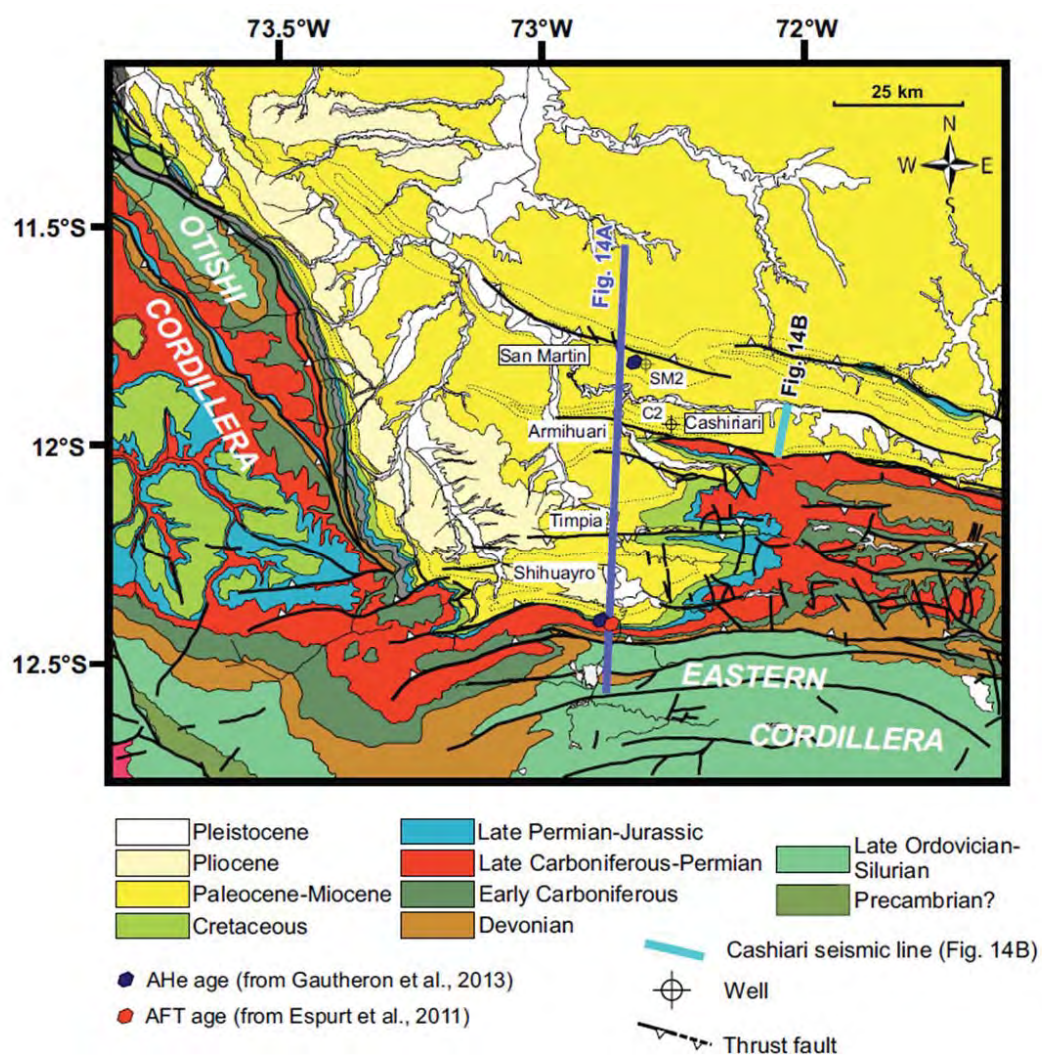 73.5°W 73°W 72°W
25 km
N
W E
S
11.5°S
12°S
12.5°S
OTISHI
CORDILLERA
Fig. 14A
Fig. 14B
San Martin
SM2
C2
Cashiriari
Armihuari
Timpia
Shihuayro
EASTERN
CORDILLERA
Pleistocene
Pliocene
Paleocene-Miocene
Cretaceous
Late Permian-Jurassic
Late Carboniferous-Permian
Early Carboniferous
Devonian
Late Ordovician-
Silurian
Precambrian?
AHe age (from Gautheron et al., 2013)
AFT age (from Espurt et al., 2011)
Cashiari seismic line (Fig. 14B)
Well
Thrust fault